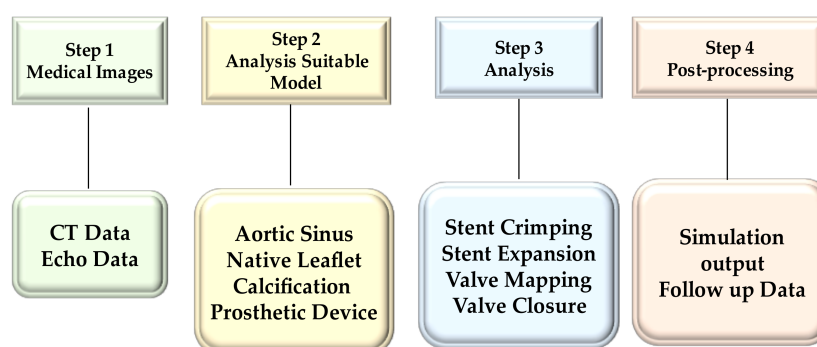 Step 1
Medical Images
Step 2
Analysis Suitable
Model
Step 3
Analysis
Step 4
Post-processing
CT Data
Echo Data
Aortic Sinus
Native Leaflet
Calcification
Prosthetic Device
Stent Crimping
Stent Expansion
Valve Mapping
Valve Closure
Simulation
output
Follow up Data